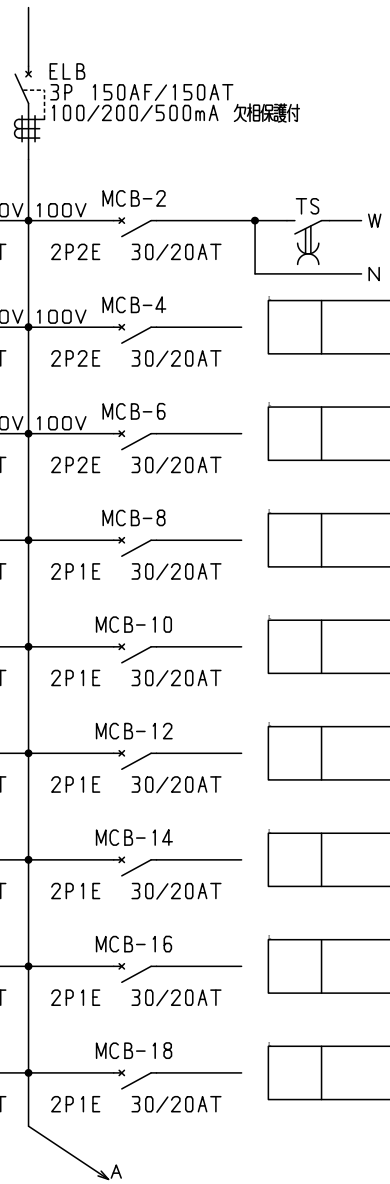 ELB
3P 150AF/150AT
100/200/500mA 欠相保護付
100V MCB-2 TS W
2P2E 30/20AT
N
100V MCB-4
2P2E 30/20AT
100V MCB-6
2P2E 30/20AT
MCB-8
2P1E 30/20AT
MCB-10
2P1E 30/20AT
MCB-12
2P1E 30/20AT
MCB-14
2P1E 30/20AT
MCB-16
2P1E 30/20AT
MCB-18
2P1E 30/20AT
A